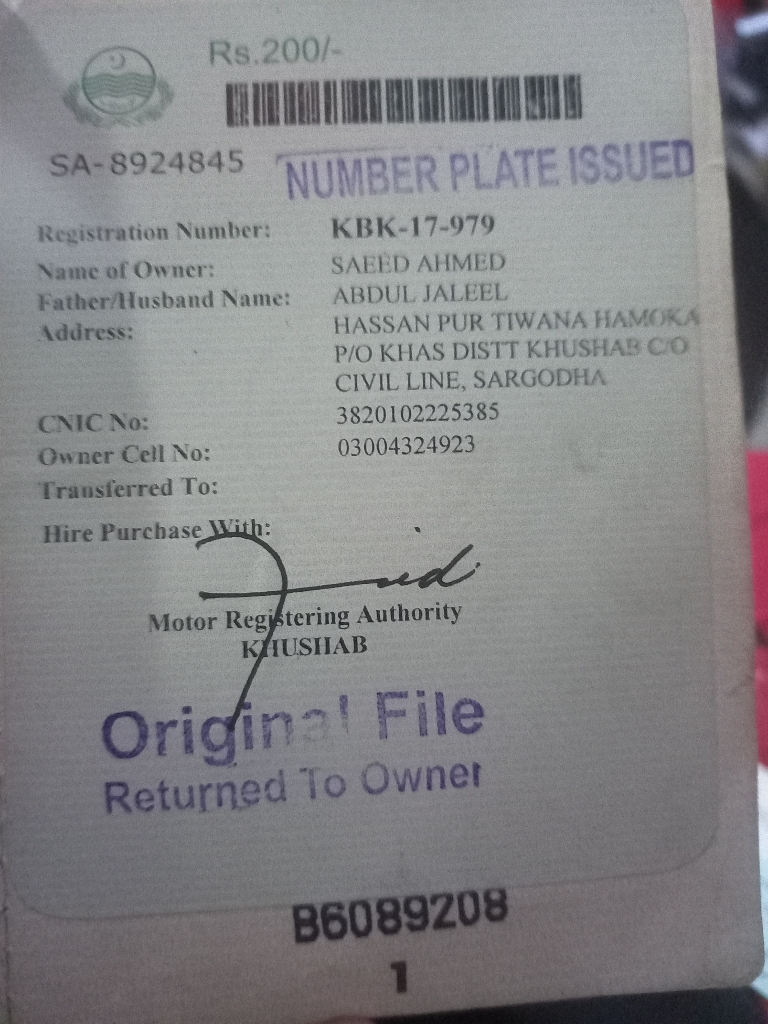 Rs.200/-
SA-8924845
NUMBER PLATE ISSUED
Registration Number: KBK-17-979
Name of Owner: SAEED AHMED
Father/Husband Name: ABDUL JALEEL
Address: HASSAN PUR TIWANA HAMOKA
P/O KHAS DISTT KHUSHAB C/O
CIVIL LINE, SARGODHA
CNIC No: 3820102225385
Owner Cell No: 03004324923
Transferred To:
Hire Purchase With:
Motor Registering Authority
KHUSHAB
Original File
Returned To Owner
B6089208
1